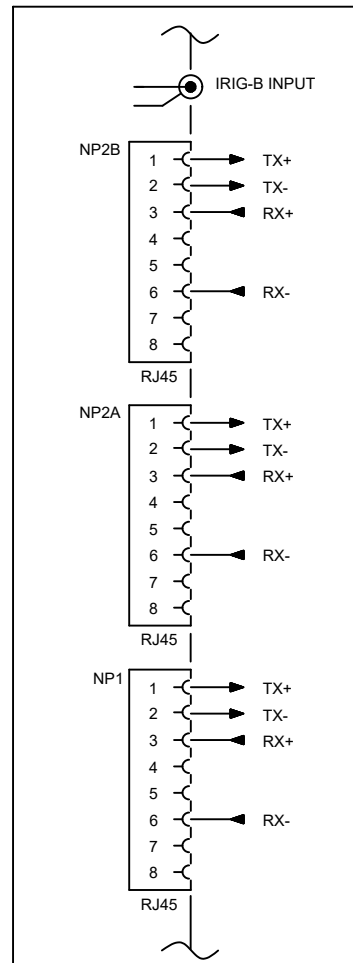 IRIG-B INPUT
NP2B
1 TX+
2 TX-
3 RX+
4
5
6 RX-
7
8
RJ45
NP2A
1 TX+
2 TX-
3 RX+
4
5
6 RX-
7
8
RJ45
NP1
1 TX+
2 TX-
3 RX+
4
5
6 RX-
7
8
RJ45